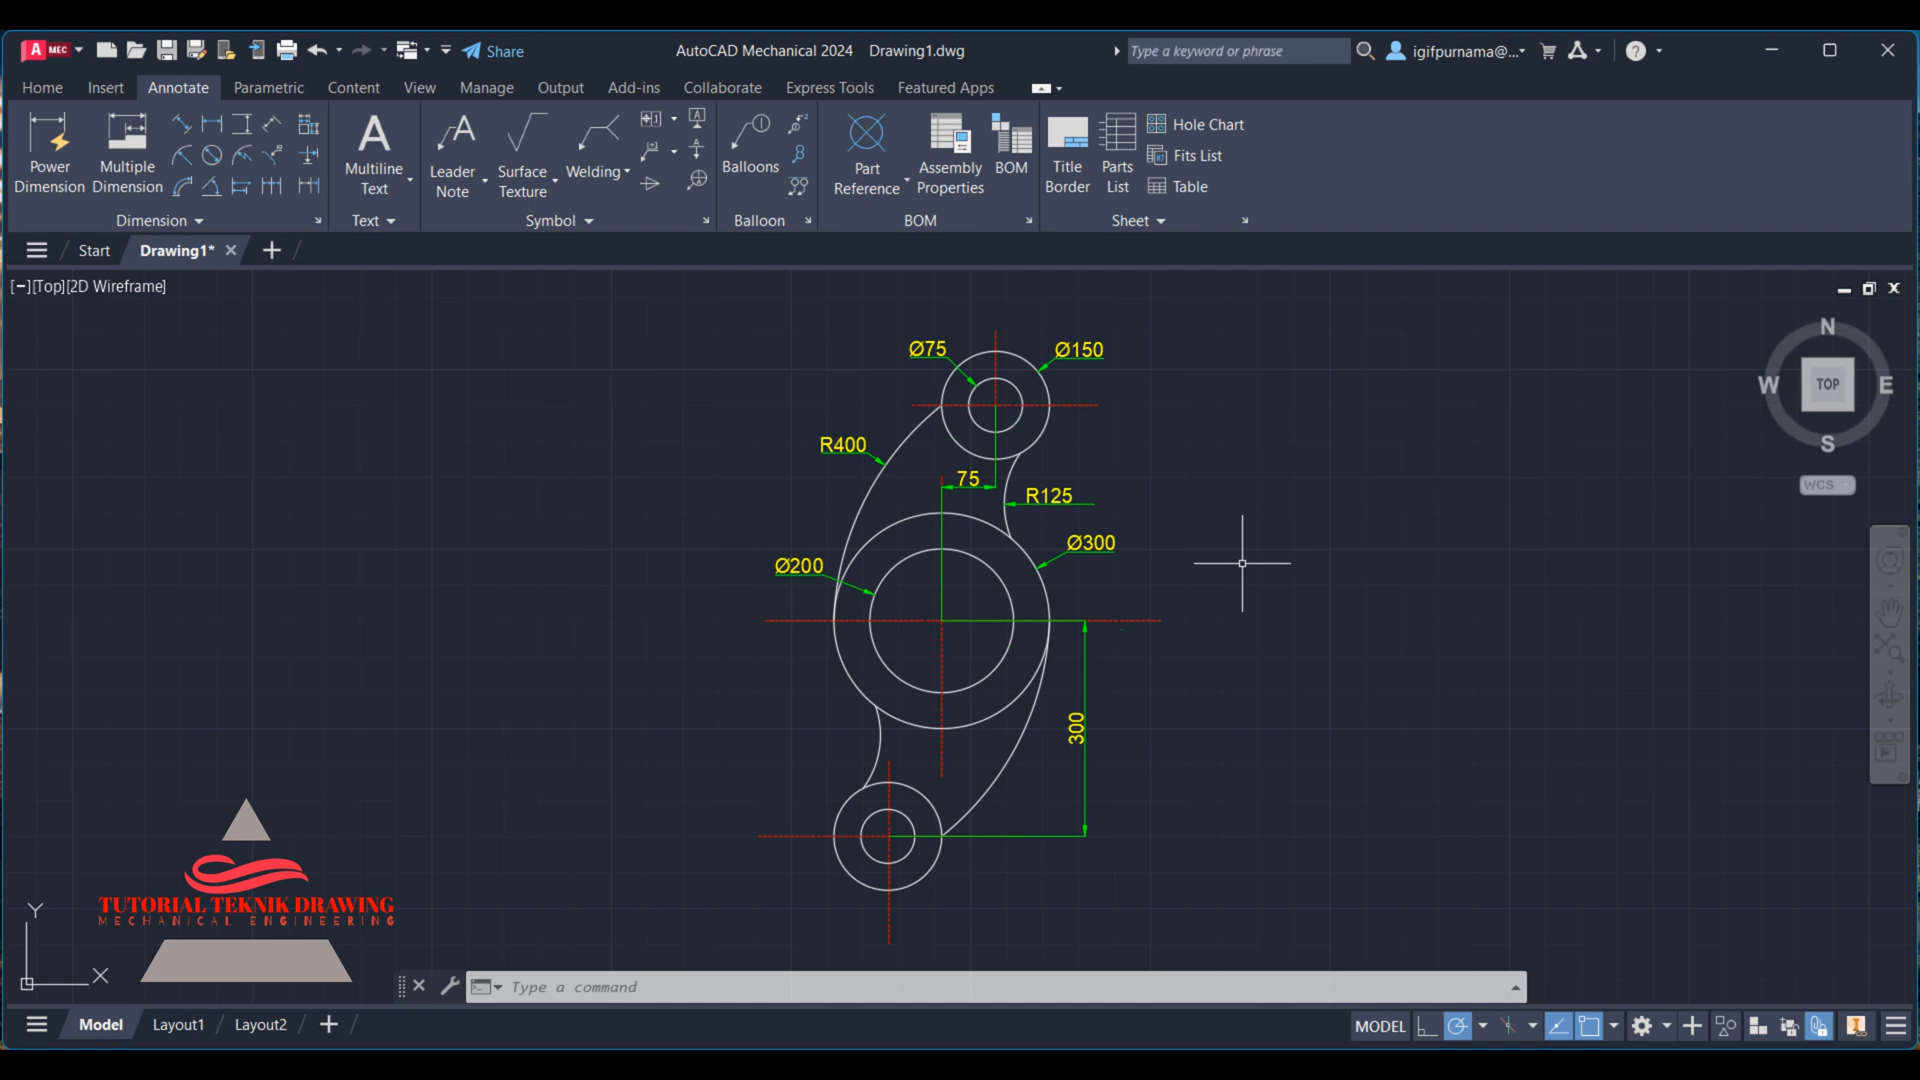 A MEC
Share
AutoCAD Mechanical 2024 Drawing1.dwg
Type a keyword or phrase
igifpurnama@...
?
Home Insert Annotate Parametric Content View Manage Output Add-ins Collaborate Express Tools Featured Apps
Power Dimension
Multiple Dimension
Multiline Text
Leader Note
Surface Texture
Welding
Balloons
Part Reference
Assembly Properties
BOM
Title Border
Parts List
Hole Chart
Fits List
Table
Dimension
Text
Symbol
Balloon
BOM
Sheet
Start
Drawing1*
[−][Top][2D Wireframe]
N
W
TOP
E
S
WCS
Ø75
Ø150
R400
75
R125
Ø300
Ø200
300
TUTORIAL TEKNIK DRAWING
MECHANICAL ENGINEERING
Y
X
Type a command
Model
Layout1
Layout2
MODEL